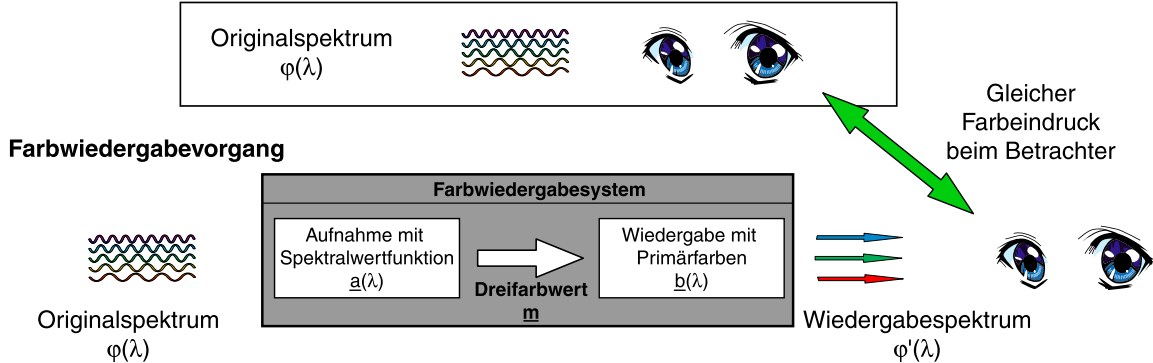 Originalspektrum
φ(λ)
Gleicher
Farbeindruck
beim Betrachter
Farbwiedergabevorgang
Farbwiedergabesystem
Aufnahme mit
Spektralwertfunktion
a(λ)
Dreifarbwert
m
Wiedergabe mit
Primärfarben
b(λ)
Originalspektrum
φ(λ)
Wiedergabespektrum
φ'(λ)